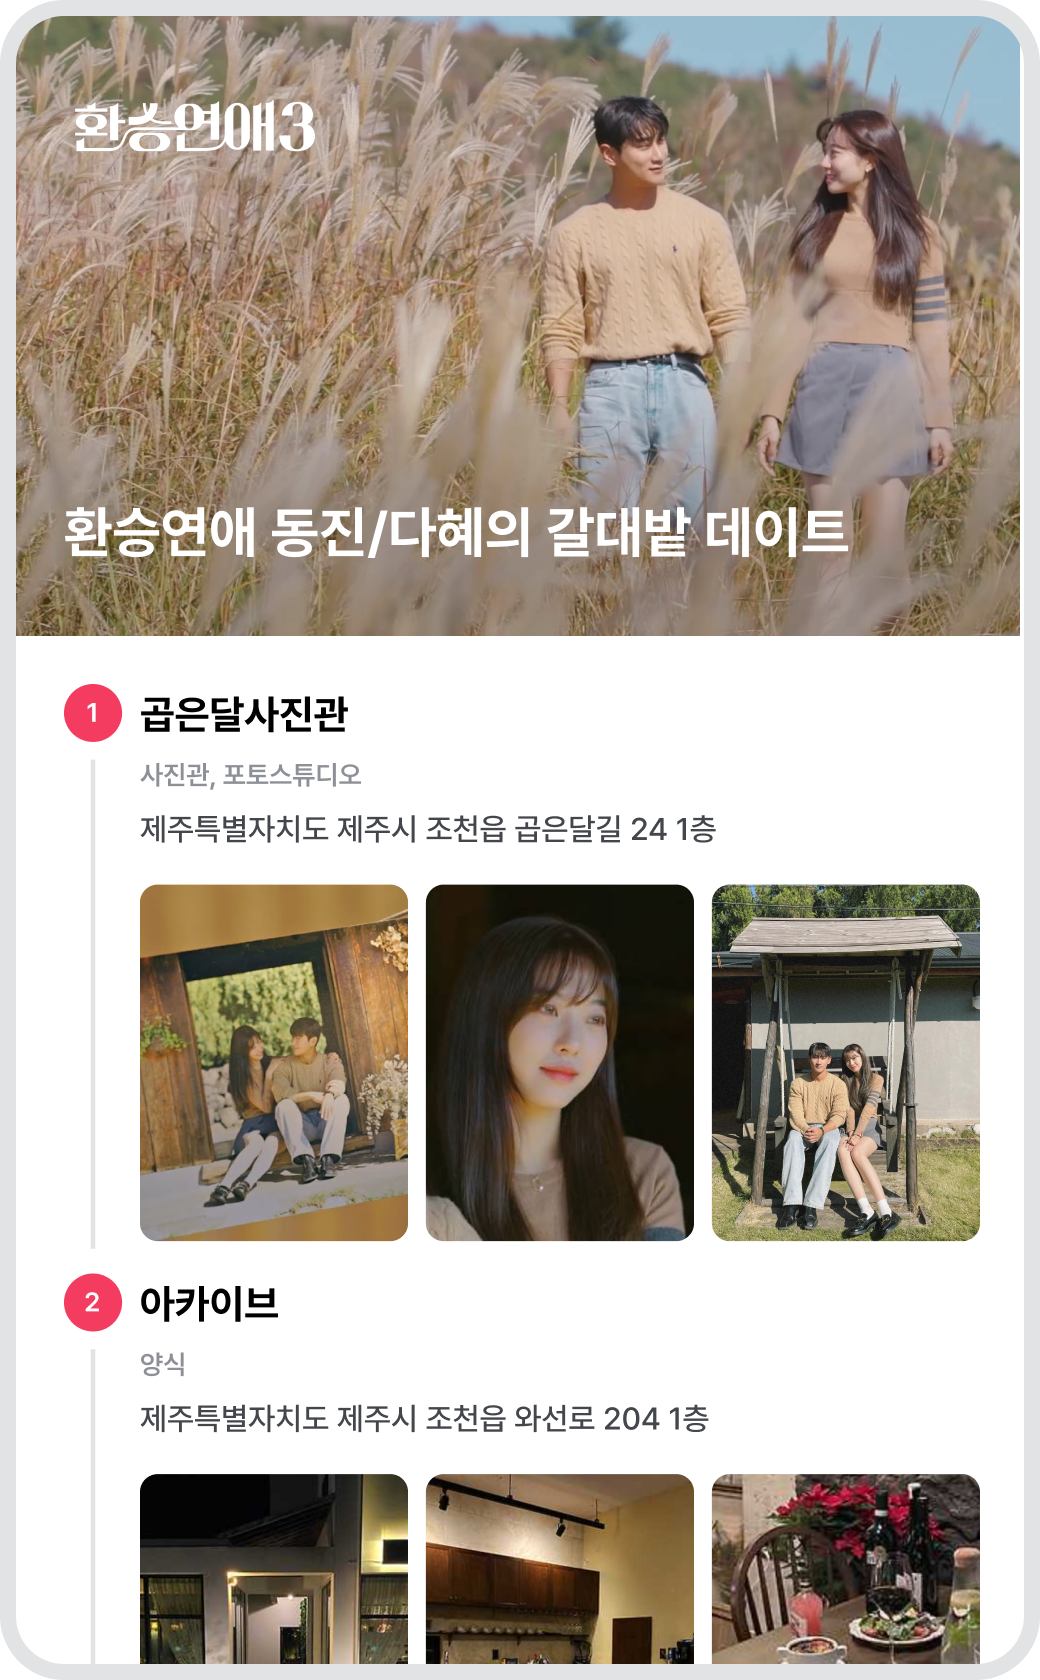 환승연애3
환승연애 동진/다혜의 갈대밭 데이트
1 곱은달사진관
사진관, 포토스튜디오
제주특별자치도 제주시 조천읍 곱은달길 24 1층
2 아카이브
양식
제주특별자치도 제주시 조천읍 와선로 204 1층